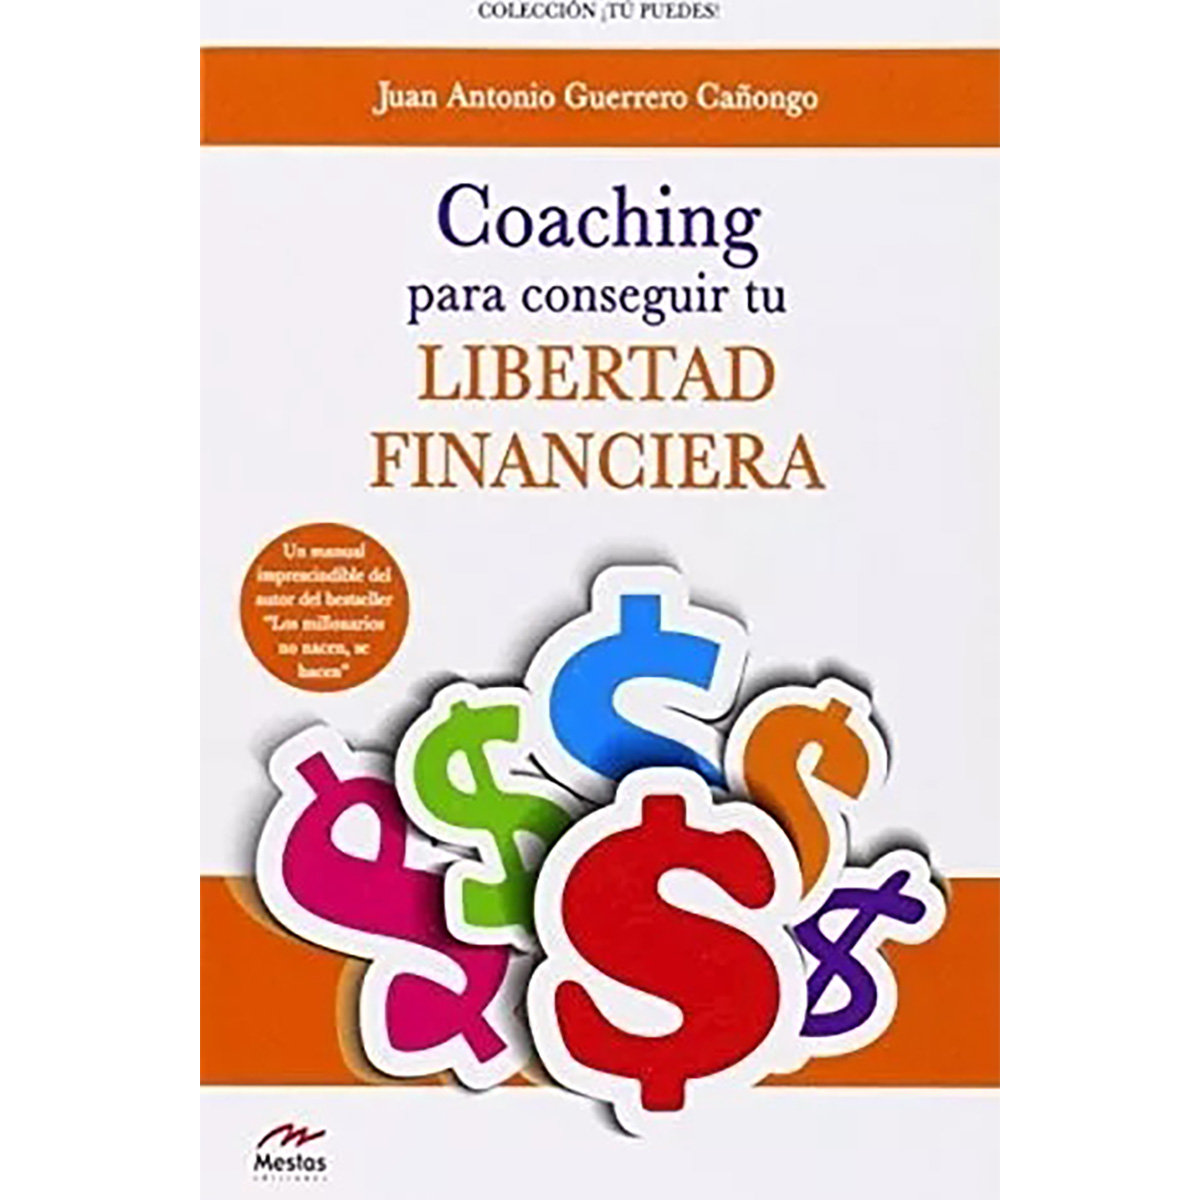 COLECCIÓN ¡TÚ PUEDES!
Juan Antonio Guerrero Cañongo
Coaching
para conseguir tu
LIBERTAD
FINANCIERA
Un manual
imprescindible del
autor del bestseller
"Los millonarios
no nacen, se
hacen"
$
$
$
$
$
$
Mestas
ediciones